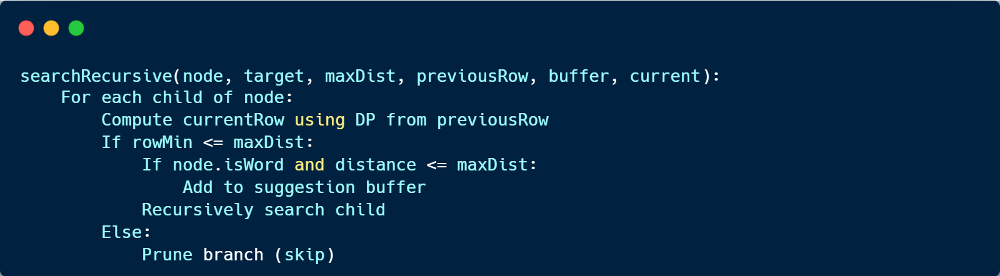 searchRecursive(node, target, maxDist, previousRow, buffer, current):
    For each child of node:
        Compute currentRow using DP from previousRow
        If rowMin <= maxDist:
            If node.isWord and distance <= maxDist:
                Add to suggestion buffer
            Recursively search child
        Else:
            Prune branch (skip)